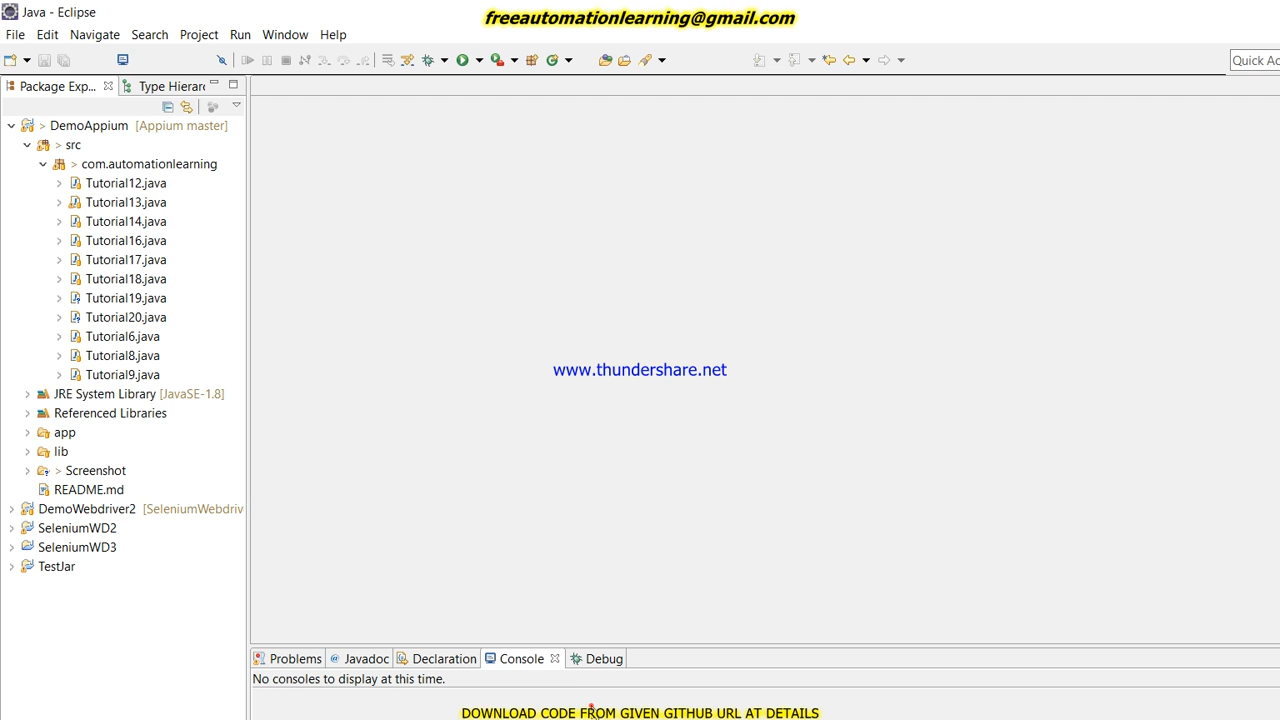 Java - Eclipse
freeautomationlearning@gmail.com
File Edit Navigate Search Project Run Window Help
Quick Ac
Package Exp... Type Hierarc
> DemoAppium [Appium master]
> src
> com.automationlearning
Tutorial12.java
Tutorial13.java
Tutorial14.java
Tutorial16.java
Tutorial17.java
Tutorial18.java
Tutorial19.java
Tutorial20.java
Tutorial6.java
Tutorial8.java
Tutorial9.java
JRE System Library [JavaSE-1.8]
Referenced Libraries
app
lib
> Screenshot
README.md
DemoWebdriver2 [SeleniumWebdriv
SeleniumWD2
SeleniumWD3
TestJar
www.thundershare.net
Problems @ Javadoc Declaration Console Debug
No consoles to display at this time.
DOWNLOAD CODE FROM GIVEN GITHUB URL AT DETAILS